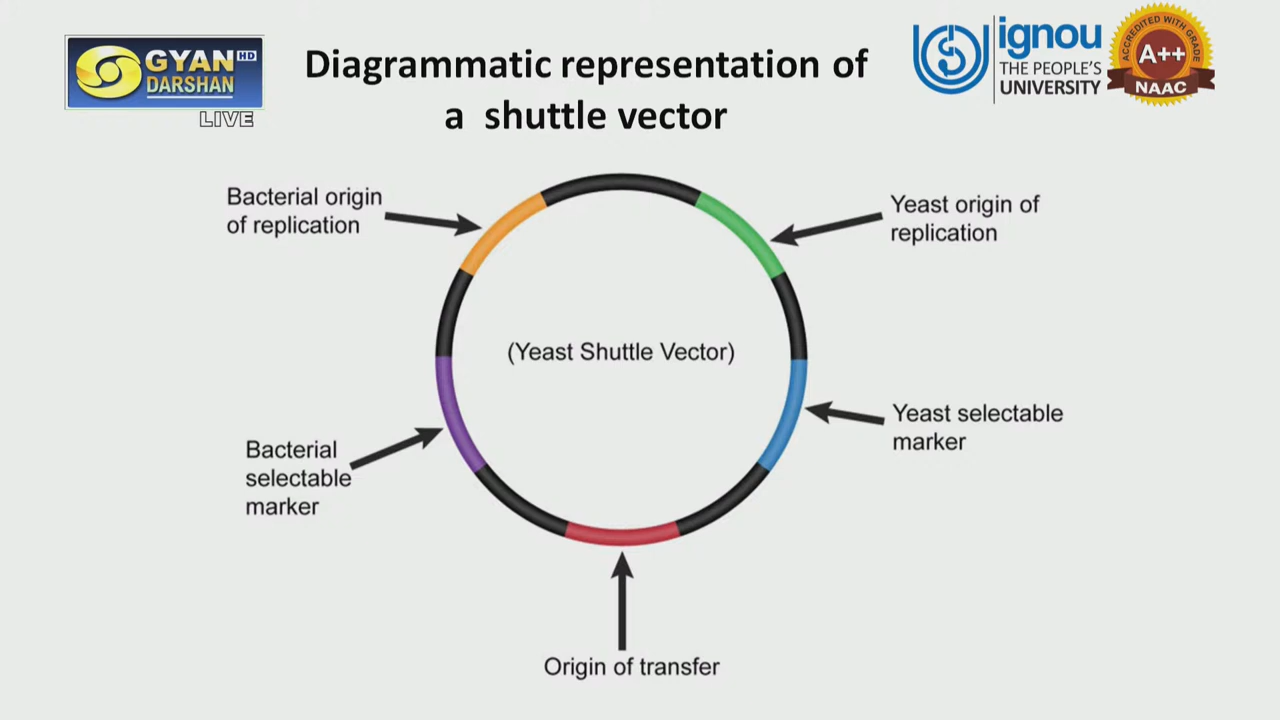 GYAN HD
DARSHAN
LIVE
Diagrammatic representation of
a shuttle vector
ignou
THE PEOPLE'S
UNIVERSITY
ACCREDITED WITH GRADE
A++
NAAC
Bacterial origin
of replication
Yeast origin of
replication
(Yeast Shuttle Vector)
Bacterial
selectable
marker
Yeast selectable
marker
Origin of transfer